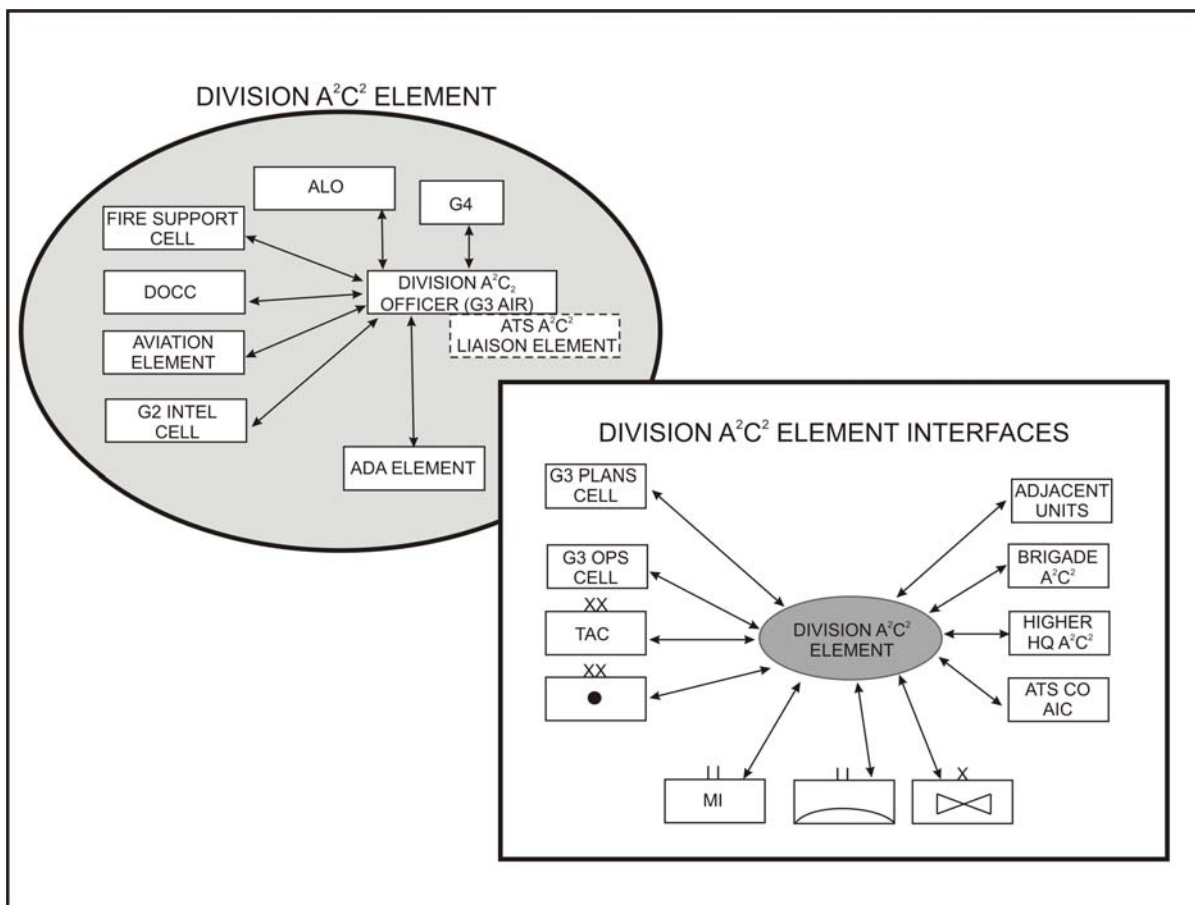 DIVISION A²C² ELEMENT
ALO
G4
FIRE SUPPORT
CELL
DOCC
DIVISION A²C₂
OFFICER (G3 AIR)
ATS A²C²
LIAISON ELEMENT
AVIATION
ELEMENT
G2 INTEL
CELL
ADA ELEMENT
DIVISION A²C² ELEMENT INTERFACES
G3 PLANS
CELL
G3 OPS
CELL
XX
TAC
XX
DIVISION A²C²
ELEMENT
ADJACENT
UNITS
BRIGADE
A²C²
HIGHER
HQ A²C²
ATS CO
AIC
II
MI
II
X